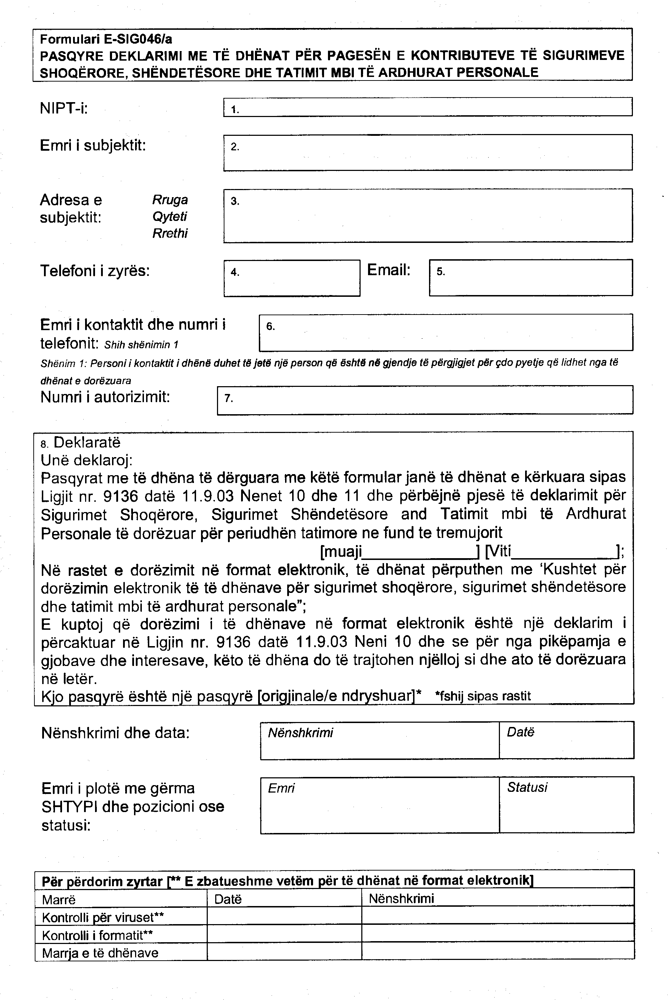 Formulari E-SIG046/a
PASQYRE DEKLARIMI ME TË DHËNAT PËR PAGESËN E KONTRIBUTEVE TË SIGURIMEVE
SHOQËRORE, SHËNDETËSORE DHE TATIMIT MBI TË ARDHURAT PERSONALE
NIPT-i: 1.
Emri i subjektit: 2.
Adresa e Rruga 3.
subjektit: Qyteti
Rrethi
Telefoni i zyrës: 4. Email: 5.
Emri i kontaktit dhe numri i 6.
telefonit: Shih shënimin 1
Shënim 1: Personi i kontaktit i dhënë duhet të jetë një person që është në gjendje të përgjigjet për çdo pyetje që lidhet nga të
dhënat e dorëzuara
Numri i autorizimit: 7.
8. Deklaratë
Unë deklaroj:
Pasqyrat me të dhëna të dërguara me këtë formular janë të dhënat e kërkuara sipas
Ligjit nr. 9136 datë 11.9.03 Nenet 10 dhe 11 dhe përbëjnë pjesë të deklarimit për
Sigurimet Shoqërore, Sigurimet Shëndetësore and Tatimit mbi të Ardhurat
Personale të dorëzuar për periudhën tatimore ne fund te tremujorit
[muaji______________] [Viti_____________];
Në rastet e dorëzimit në format elektronik, të dhënat përputhen me ‘Kushtet për
dorëzimin elektronik të të dhënave për sigurimet shoqërore, sigurimet shëndetësore
dhe tatimit mbi të ardhurat personale”;
E kuptoj që dorëzimi i të dhënave në format elektronik është një deklarim i
përcaktuar në Ligjin nr. 9136 datë 11.9.03 Neni 10 dhe se për nga pikëpamja e
gjobave dhe interesave, këto të dhëna do të trajtohen njëlloj si dhe ato të dorëzuara
në letër.
Kjo pasqyrë është një pasqyrë [origjinale/e ndryshuar]* *fshij sipas rastit
Nënshkrimi dhe data: Nënshkrimi Datë
Emri i plotë me gërma Emri Statusi
SHTYPI dhe pozicioni ose
statusi:
Për përdorim zyrtar [** E zbatueshme vetëm për të dhënat në format elektronik]
Marrë Datë Nënshkrimi
Kontrolli për viruset**
Kontrolli i formatit**
Marrja e të dhënave